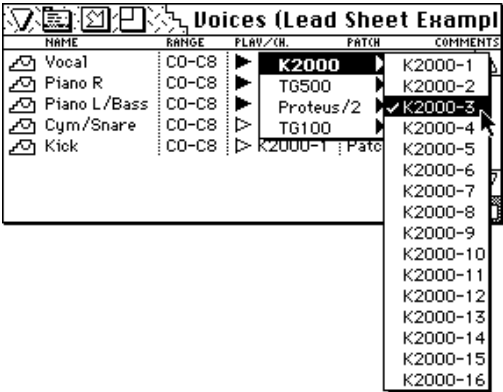 Voices (Lead Sheet Exampl
NAME RANGE PLAY/CH. PATCH COMMENTS
Vocal C0-C8 K2000 K2000-1
Piano R C0-C8 TG500 K2000-2
Piano L/Bass C0-C8 Proteus/2 ✓K2000-3
Cym/Snare C0-C8 TG100 K2000-4
Kick C0-C8 K2000-1 Patc K2000-5
K2000-6
K2000-7
K2000-8
K2000-9
K2000-10
K2000-11
K2000-12
K2000-13
K2000-14
K2000-15
K2000-16